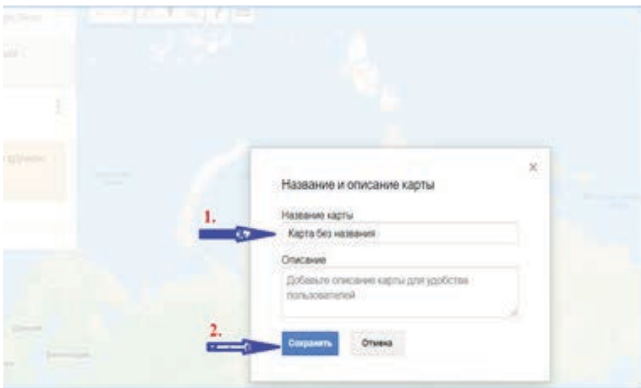 Название и описание карты
1.
Название карты
Карта без названия
Описание
Добавьте описание карты для удобства
пользователей
2.
Сохранить
Отмена